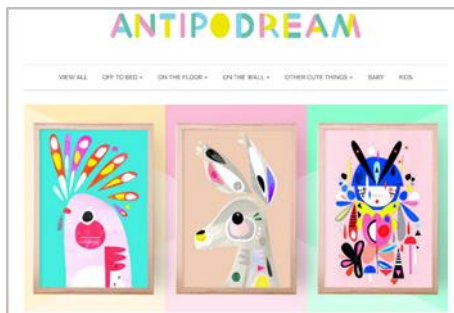 ANTIPODREAM
VIEW ALL OFF TO BED ON THE FLOOR ON THE WALL OTHER CUTE THINGS BABY KIDS